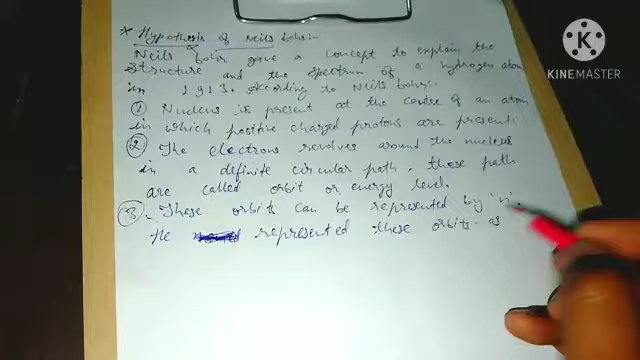 * Hypothesis of Neils bohr:-
Neils bohr gave a concept to explain the
structure and the spectrum of a hydrogen atom
in 1913. According to Neils bohr:-
① Nucleus is present at the centre of an atom
in which positive charged protons are present.
② The electrons revolves around the nucleus
in a definite circular path. These path
are called orbit or energy level.
③ These orbits can be represented by 'n'.
He represented these orbits as
KINEMASTER